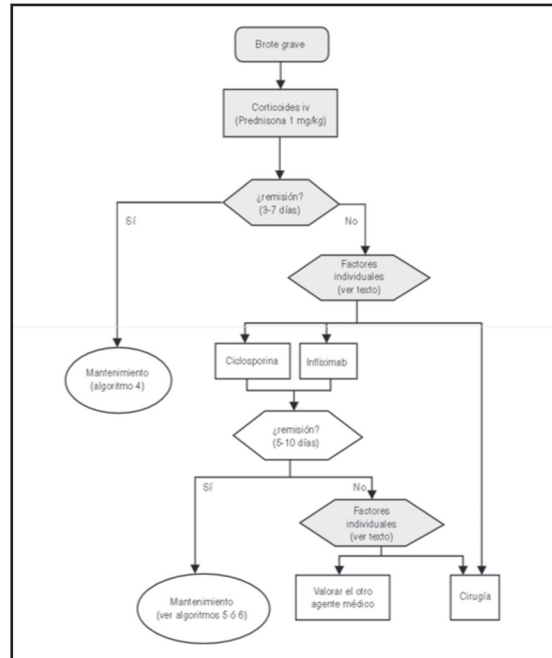 Brote grave
Corticoides iv
(Prednisona 1 mg/kg)
¿remisión?
(3-7 días)
Sí
No
Factores
individuales
(ver texto)
Ciclosporina
Infliximab
Mantenimiento
(algoritmo 4)
¿remisión?
(5-10 días)
Sí
No
Factores
individuales
(ver texto)
Mantenimiento
(ver algoritmos 5 ó 6)
Valorar el otro
agente médico
Cirugía